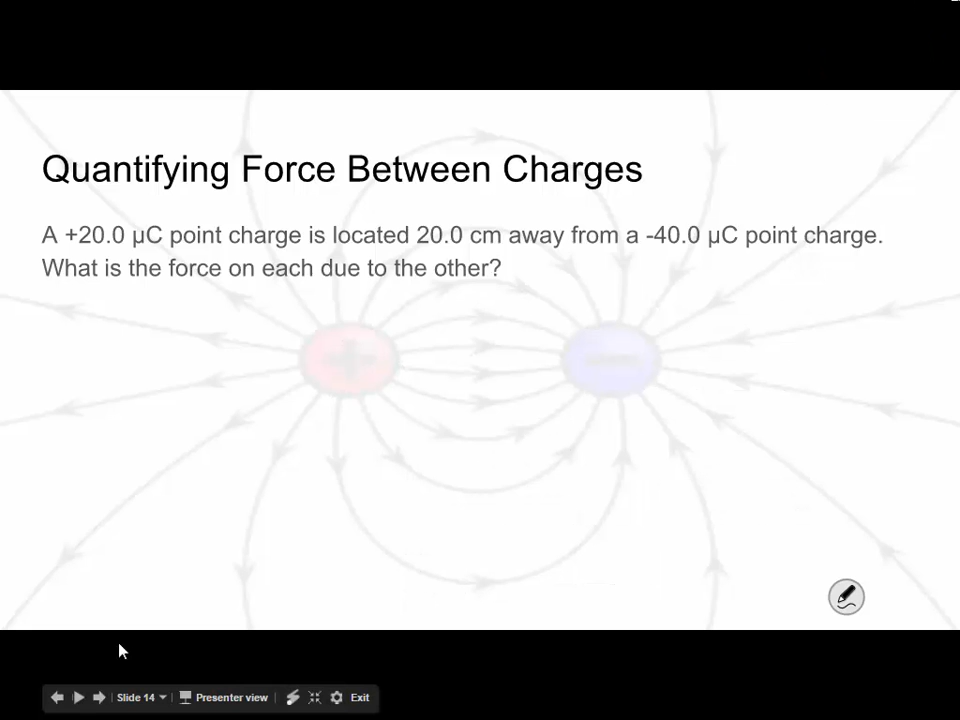 Quantifying Force Between Charges
A +20.0 μC point charge is located 20.0 cm away from a -40.0 μC point charge.
What is the force on each due to the other?
+ −
Slide 14 Presenter view Exit